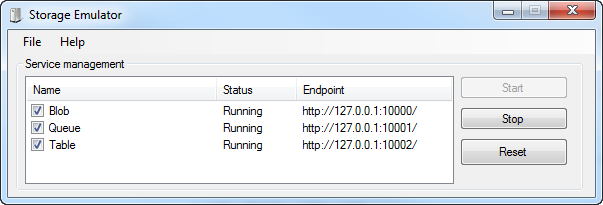 Storage Emulator
File Help
Service management
Name Status Endpoint
Blob Running http://127.0.0.1:10000/
Queue Running http://127.0.0.1:10001/
Table Running http://127.0.0.1:10002/
Start
Stop
Reset